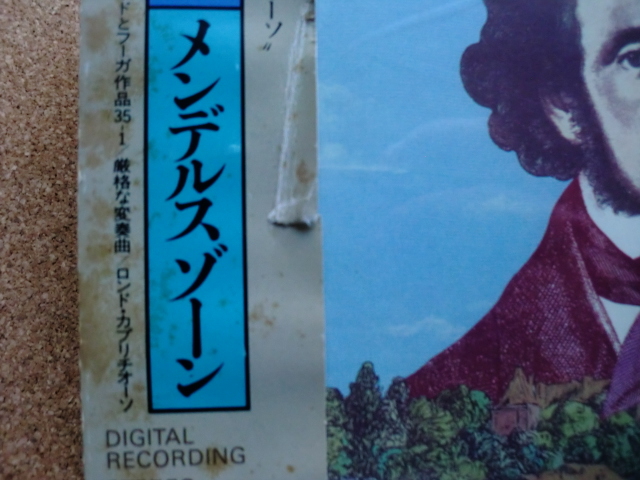 ーソ〟
メンデルスゾーン
ドとフーガ作品35-1/厳格な変奏曲/ロンド・カプリチオーソ
DIGITAL
RECORDING